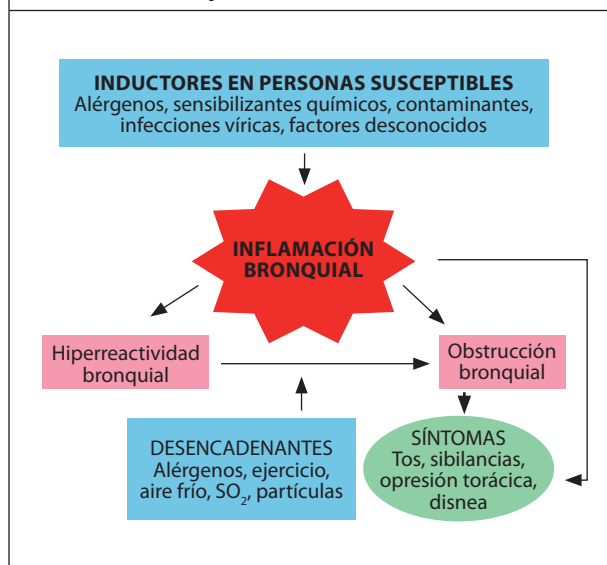 INDUCTORES EN PERSONAS SUSCEPTIBLES
Alérgenos, sensibilizantes químicos, contaminantes,
infecciones víricas, factores desconocidos
INFLAMACIÓN
BRONQUIAL
Hiperreactividad
bronquial
Obstrucción
bronquial
DESENCADENANTES
Alérgenos, ejercicio,
aire frío, SO₂, partículas
SÍNTOMAS
Tos, sibilancias,
opresión torácica,
disnea